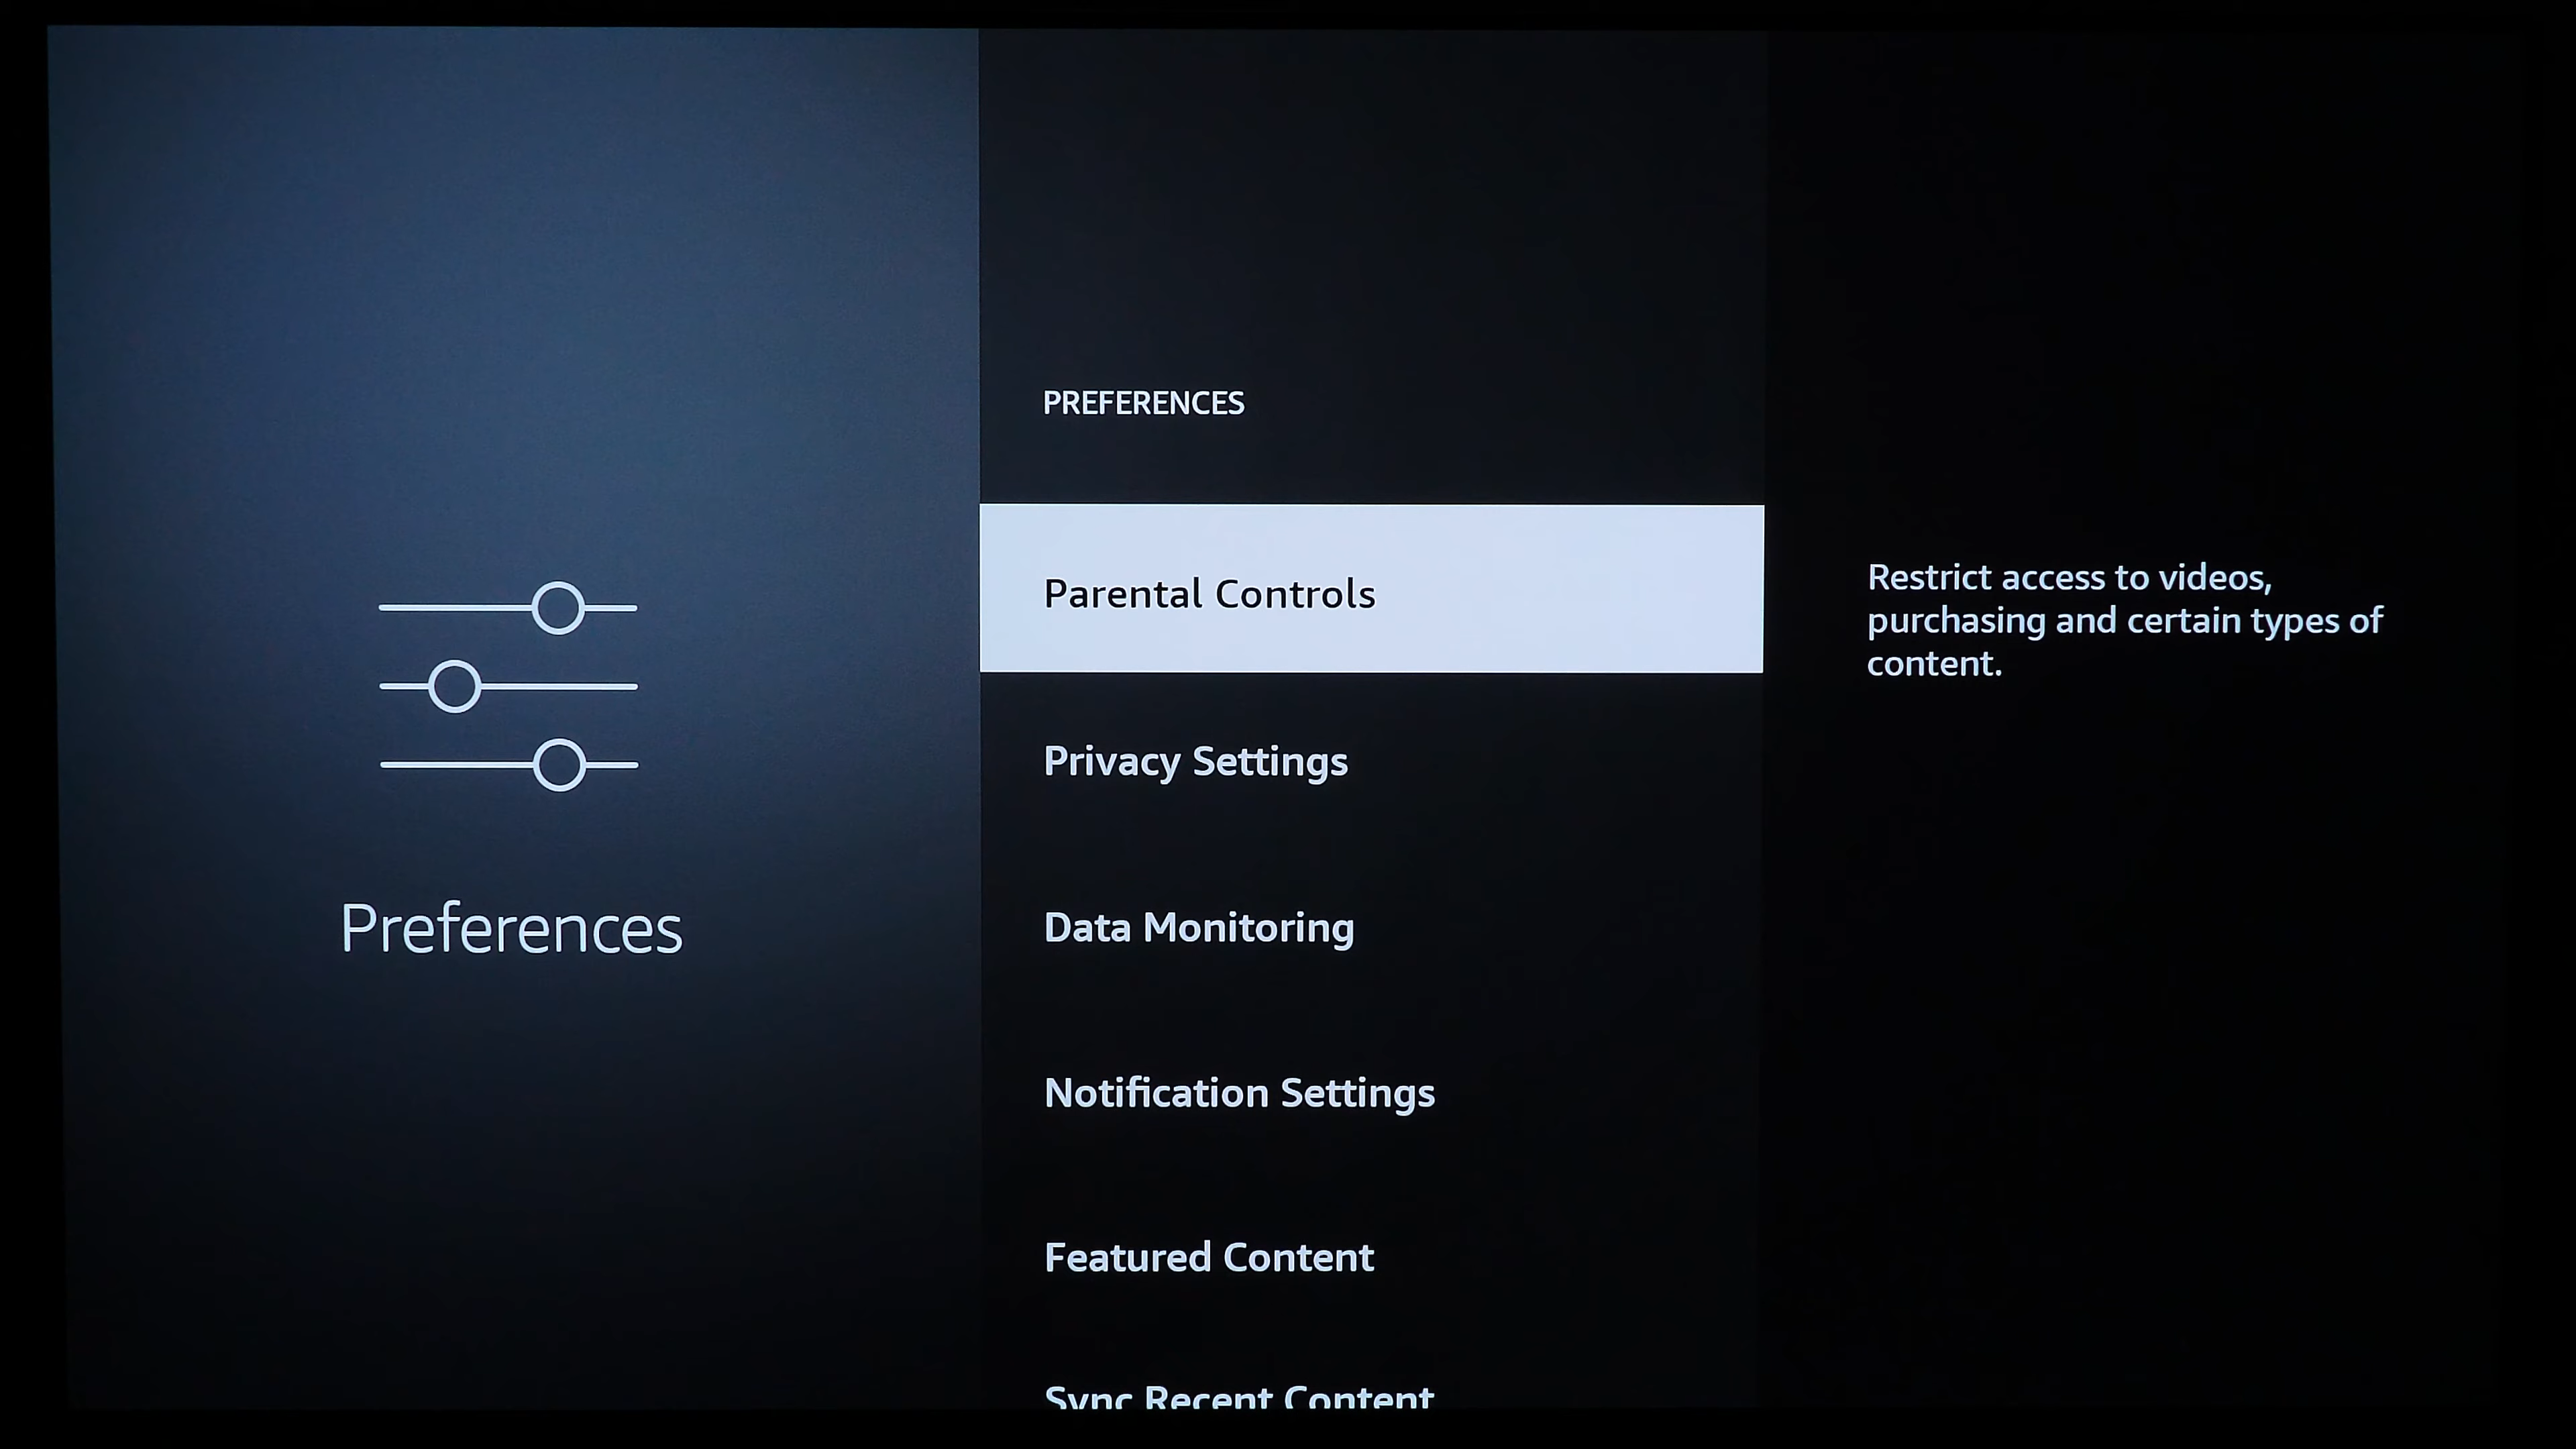 Preferences
PREFERENCES
Parental Controls
Privacy Settings
Data Monitoring
Notification Settings
Featured Content
Sync Recent Content
Restrict access to videos,
purchasing and certain types of
content.